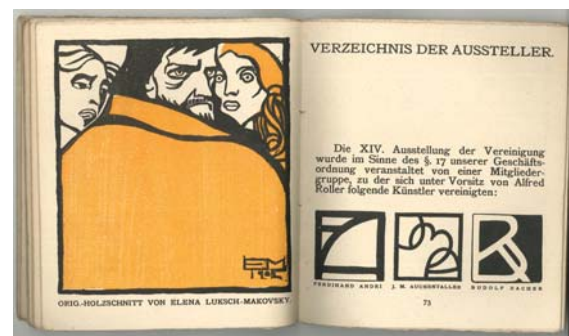 ORIG.-HOLZSCHNITT VON ELENA LUKSCH-MAKOVSKY.
VERZEICHNIS DER AUSSTELLER.
Die XIV. Ausstellung der Vereinigung
wurde im Sinne des §. 17 unserer Geschäfts-
ordnung veranstaltet von einer Mitglieder-
gruppe, zu der sich unter Vorsitz von Alfred
Roller folgende Künstler vereinigten:
FERDINAND ANDRI
J. M. AUCHENTALLER
RUDOLF BACHER
73